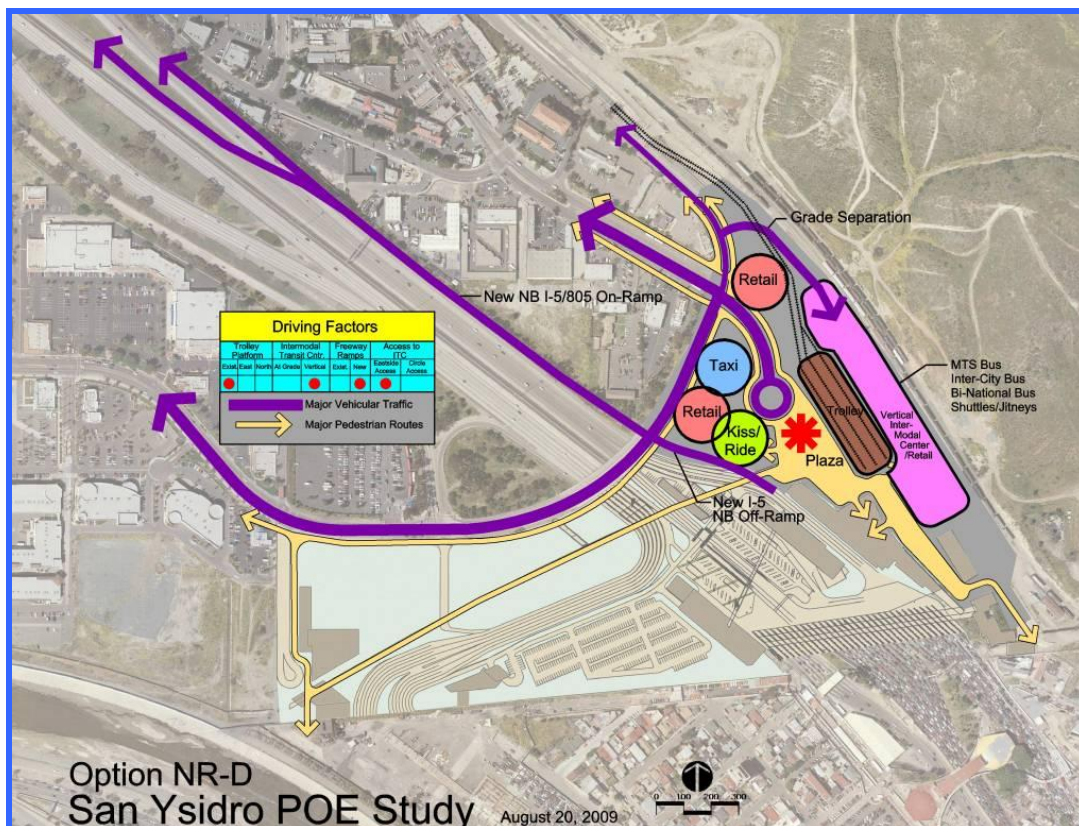 Grade Separation
Retail
New NB I-5/805 On-Ramp
Driving Factors
Trolley Platform
Intermodal Transit Cntr.
Freeway Ramps
Access to ITC
Exist. East North At Grade Vertical Exist. New Eastside Access Circle Access
Major Vehicular Traffic
Major Pedestrian Routes
Taxi
MTS Bus
Inter-City Bus
Bi-National Bus
Shuttles/Jitneys
Retail
Trolley
Vertical
Inter-
Modal
Center
/Retail
Kiss/
Ride
Plaza
New I-5
NB Off-Ramp
Option NR-D
San Ysidro POE Study
August 20, 2009
0 100 200 300